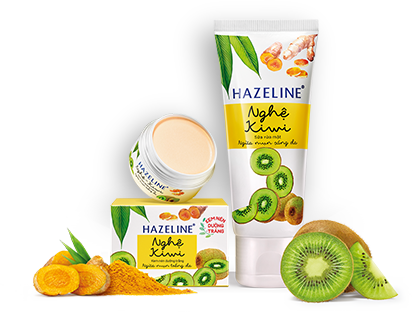 HAZELINE®
Nghệ
Kiwi
Sữa rửa mặt
Ngừa mụn sáng da
HAZELINE
HAZELINE®
Nghệ
Kiwi
Kem nén dưỡng trắng
Ngừa mụn sáng da
KEM NÉN
DƯỠNG
TRẮNG